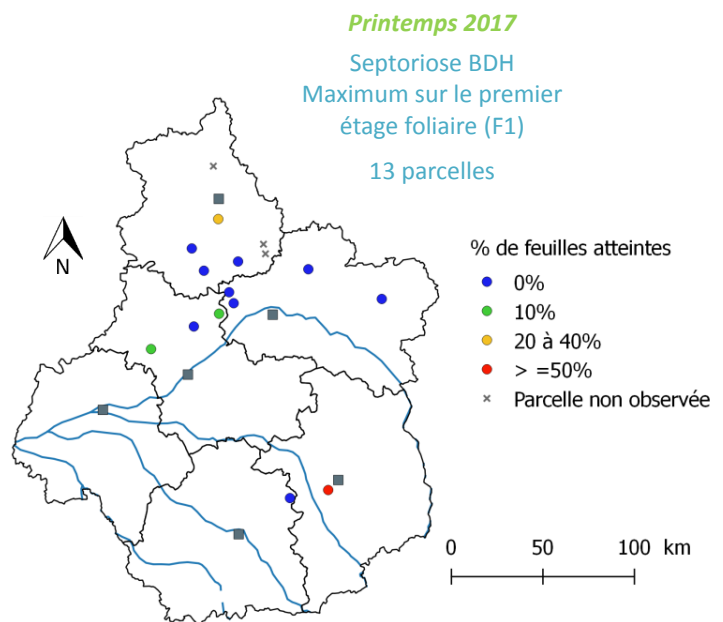 Printemps 2017
Septoriose BDH
Maximum sur le premier
étage foliaire (F1)
13 parcelles
N
% de feuilles atteintes
0%
10%
20 à 40%
> =50%
Parcelle non observée
0 50 100 km